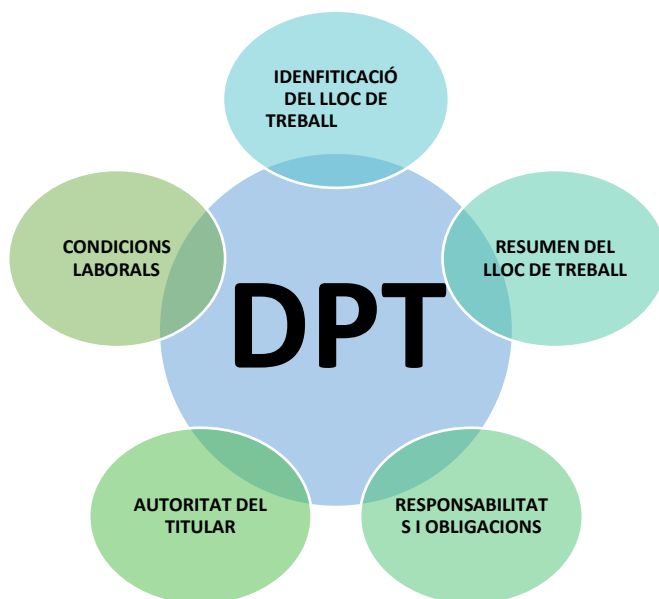 IDENFITICACIÓ
DEL LLOC DE
TREBALL
CONDICIONS
LABORALS
RESUMEN DEL
LLOC DE TREBALL
DPT
AUTORITAT DEL
TITULAR
RESPONSABILITAT
S I OBLIGACIONS